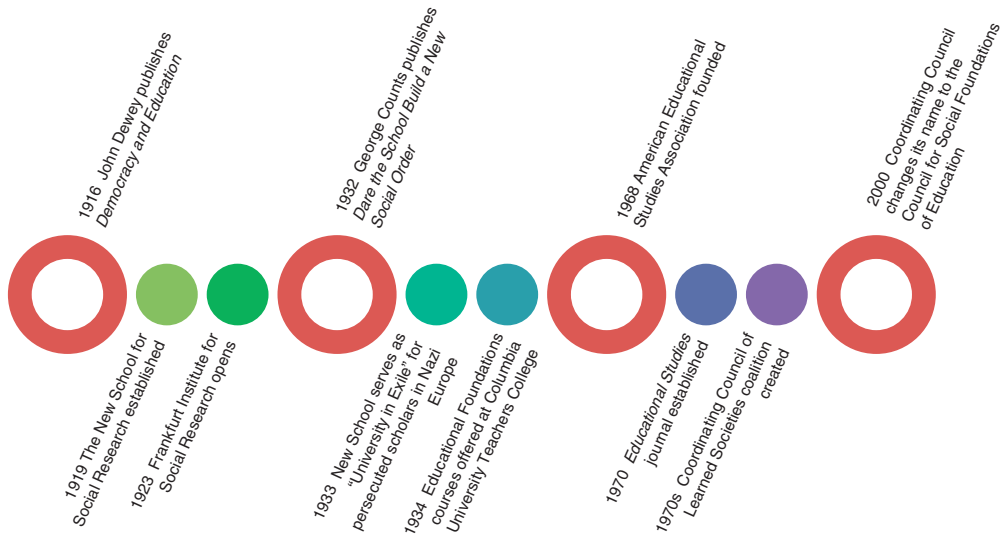 1916 John Dewey publishes
Democracy and Education
1919 The New School for
Social Research established
1923 Frankfurt Institute for
Social Research opens
1932 George Counts publishes
Dare the School Build a New
Social Order
1933 New School serves as
“University in Exile” for
persecuted scholars in Nazi
Europe
1934 Educational Foundations
courses offered at Columbia
University Teachers College
1968 American Educational
Studies Association founded
1970 Educational Studies
journal established
1970s Coordinating Council of
Learned Societies coalition
created
2000 Coordinating Council
changes its name to the
Council for Social Foundations
of Education